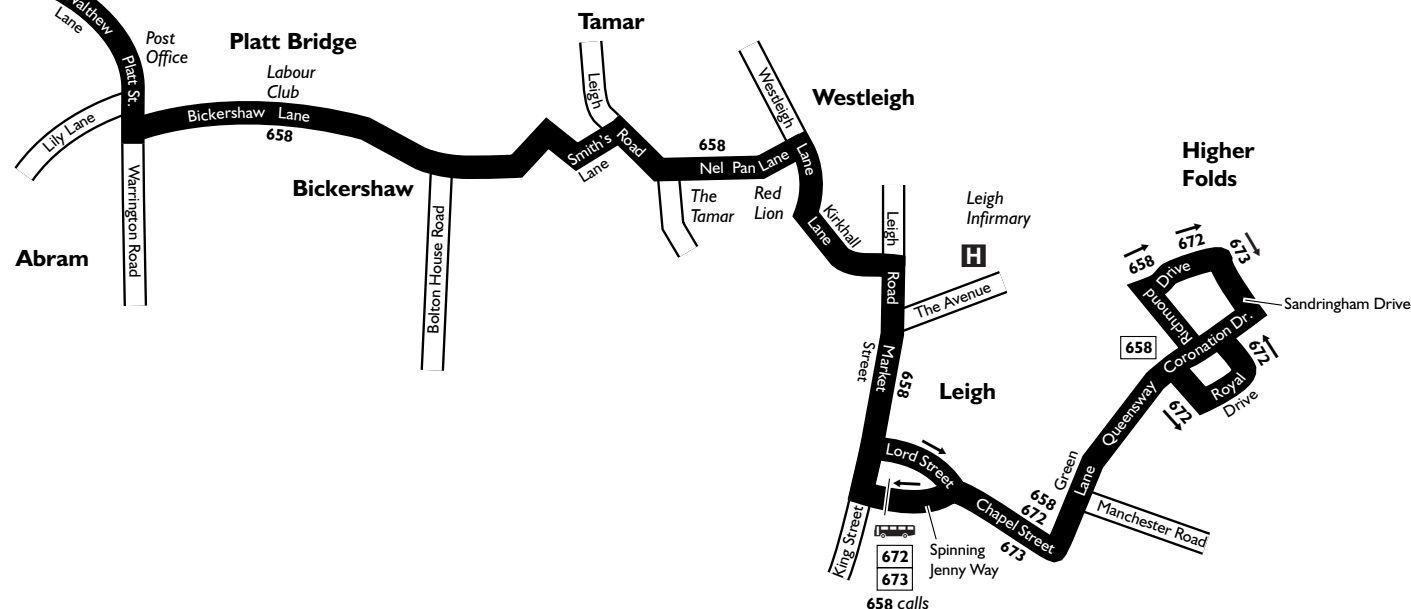 Walthew
Lane
Platt St.
Post
Office
Platt Bridge
Labour
Club
Bickershaw Lane
658
Lily Lane
Warrington Road
Abram
Bickershaw
Bolton House Road
Tamar
Leigh
Road
Smith's
Lane
658
Nel Pan Lane
The
Tamar
Red
Lion
Westleigh
Lane
Westleigh
Kirkhall
Lane
Leigh
Road
Leigh
Infirmary
H
The Avenue
Market
Street
658
Leigh
Lord Street
King Street
672
673
658 calls
Spinning
Jenny Way
Chapel Street
658
672
673
Green
Lane
Manchester Road
Queensway
658
Coronation Dr.
Richmond
Drive
Higher
Folds
658
672
673
Sandringham Drive
672
Royal
Drive
672